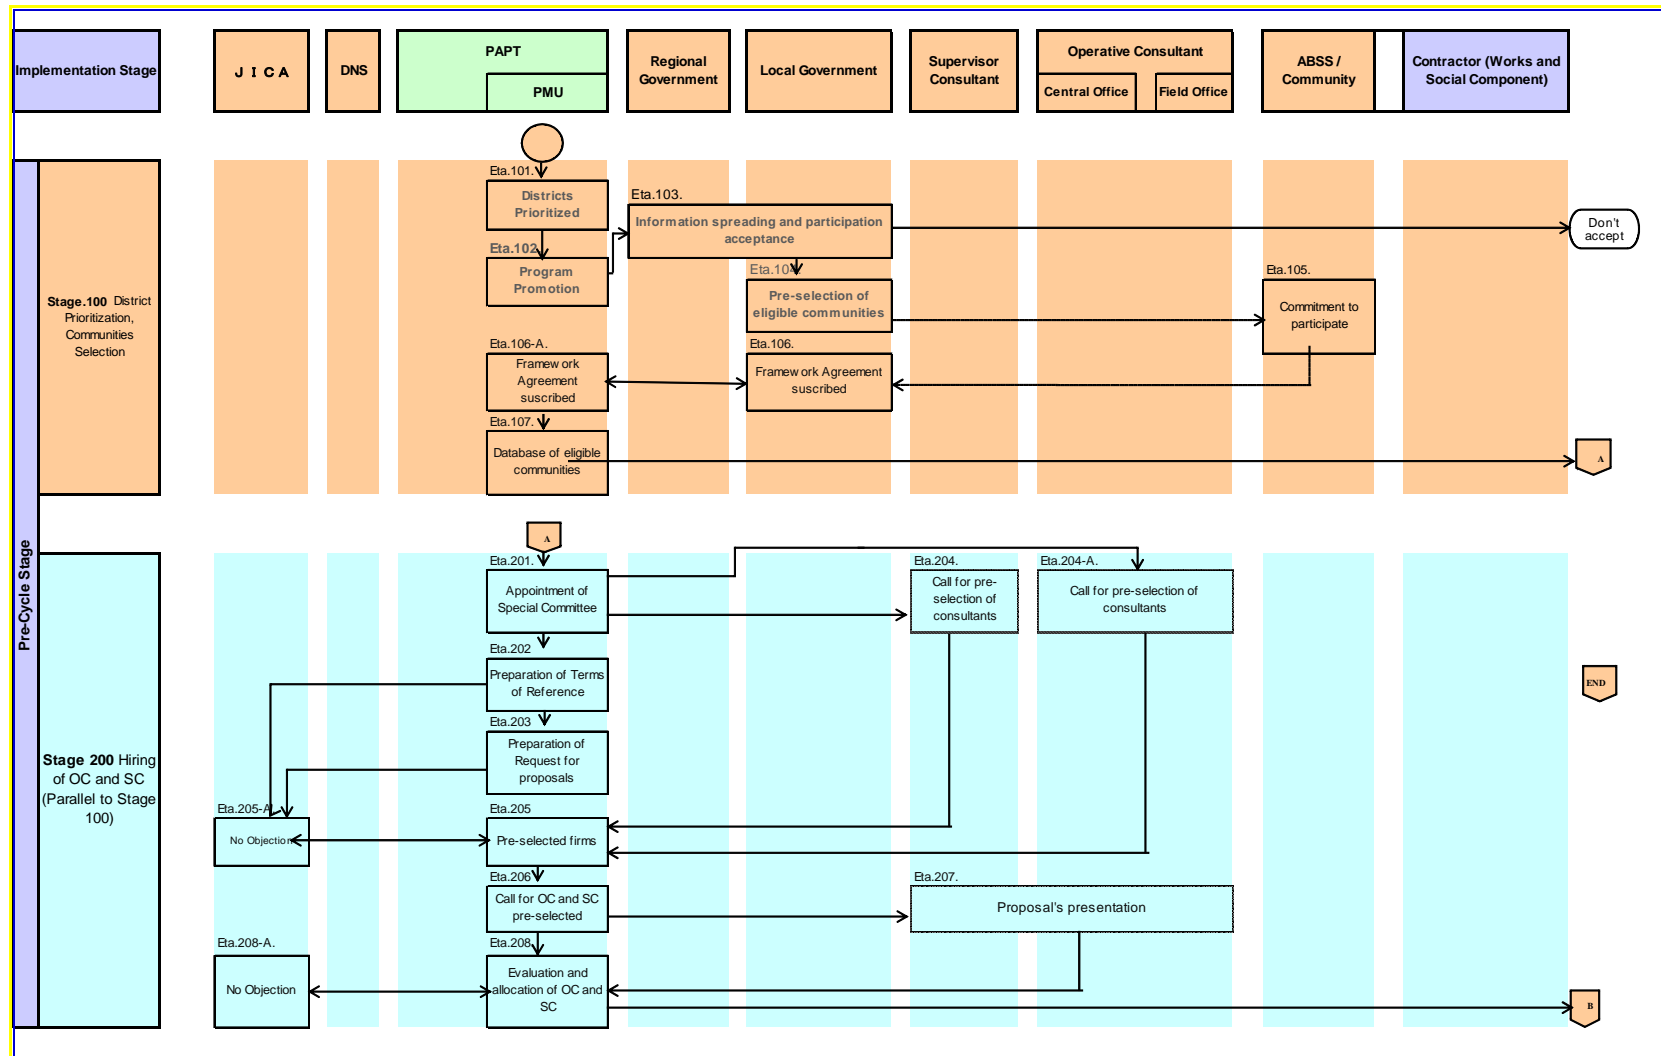 Implementation Stage
J I C A
DNS
PAPT
PMU
Regional
Government
Local Government
Supervisor
Consultant
Operative Consultant
Central Office
Field Office
ABSS /
Community
Contractor (Works and
Social Component)
Pre-Cycle Stage
Stage.100 District
Prioritization,
Communities
Selection
Eta.101.
Districts
Prioritized
Eta.102
Program
Promotion
Eta.103.
Information spreading and participation
acceptance
Don't
accept
Eta.104.
Pre-selection of
eligible communities
Eta.105.
Commitment to
participate
Eta.106-A.
Framework
Agreement
suscribed
Eta.106.
Framework Agreement
suscribed
Eta.107.
Database of eligible
communities
A
A
Stage 200 Hiring
of OC and SC
(Parallel to Stage
100)
Eta.201.
Appointment of
Special Committee
Eta.204.
Call for pre-
selection of
consultants
Eta.204-A.
Call for pre-selection of
consultants
Eta.202
Preparation of Terms
of Reference
END
Eta.203
Preparation of
Request for
proposals
Eta.205-A.
No Objection
Eta.205
Pre-selected firms
Eta.206
Call for OC and SC
pre-selected
Eta.207.
Proposal's presentation
Eta.208-A.
No Objection
Eta.208
Evaluation and
allocation of OC and
SC
B